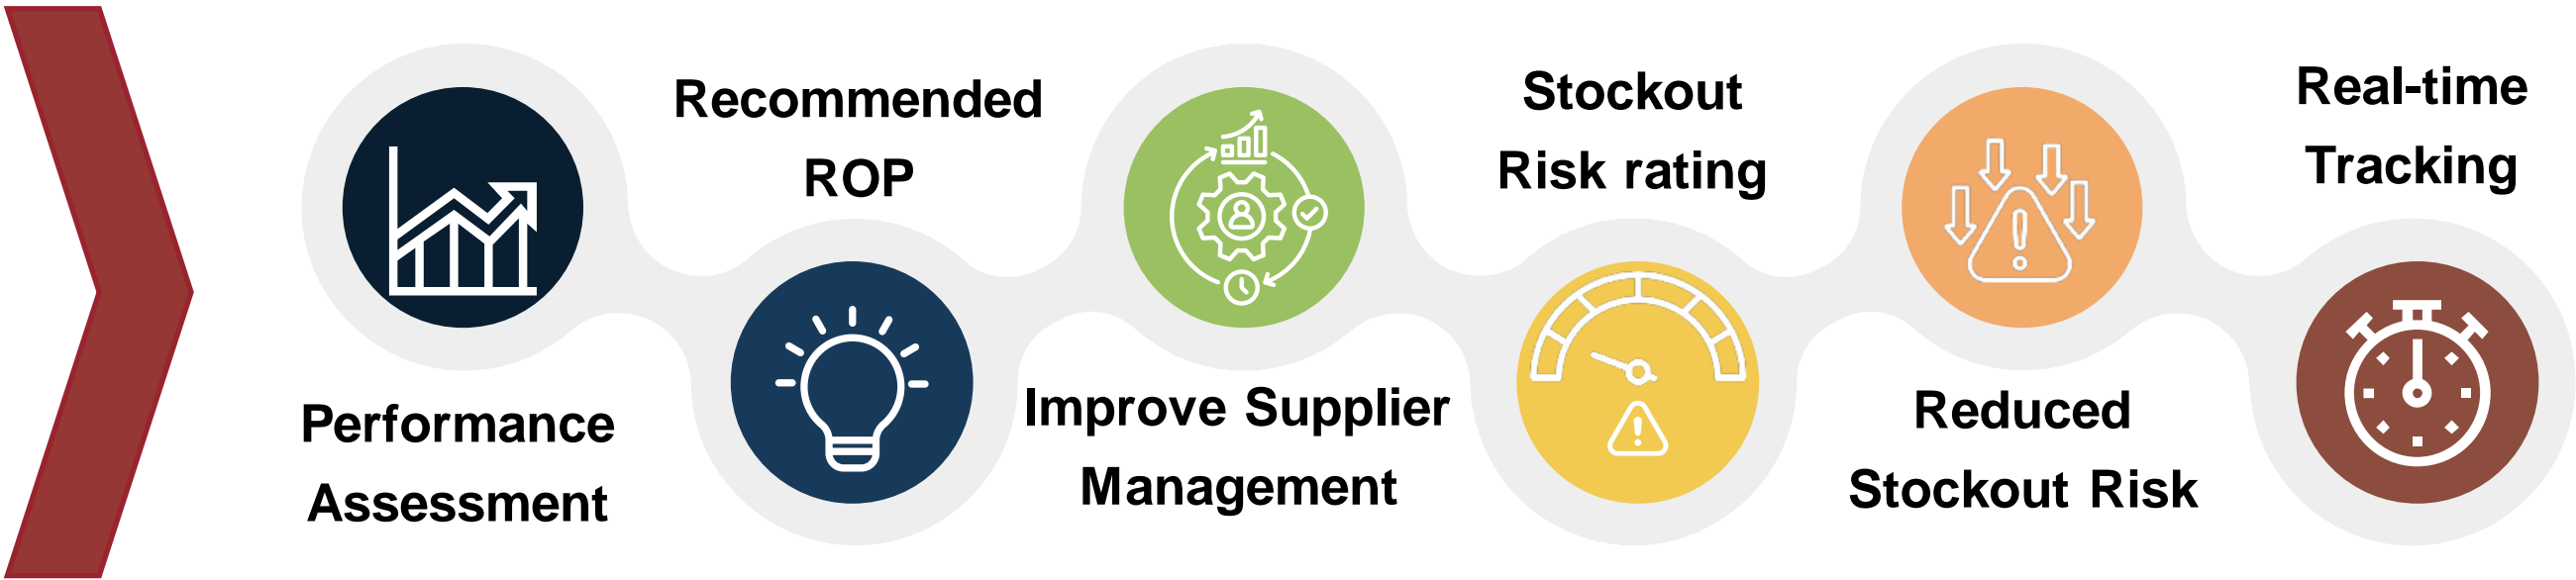 Performance
Assessment
Recommended
ROP
Improve Supplier
Management
Stockout
Risk rating
Reduced
Stockout Risk
Real-time
Tracking